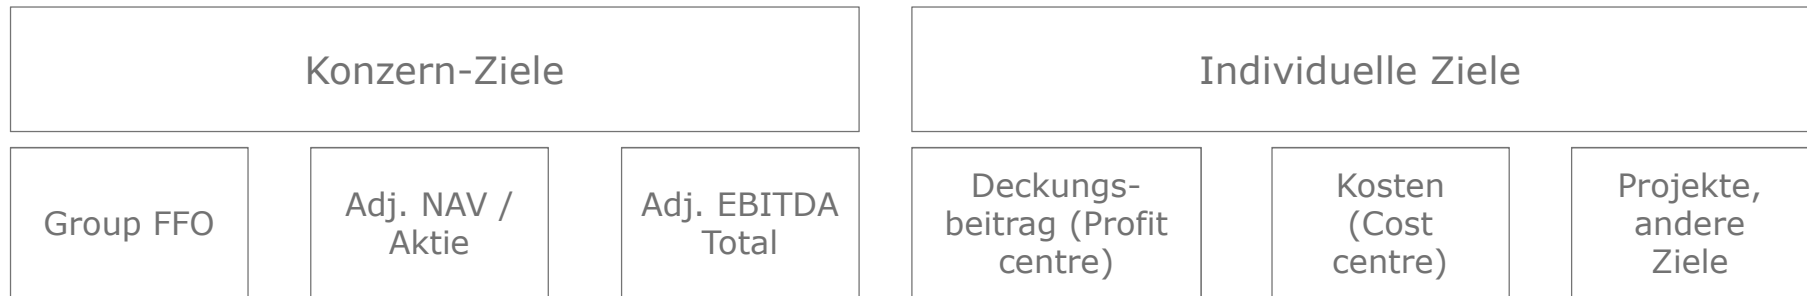 Konzern-Ziele
Individuelle Ziele
Group FFO
Adj. NAV /
Aktie
Adj. EBITDA
Total
Deckungs-
beitrag (Profit
centre)
Kosten
(Cost
centre)
Projekte,
andere
Ziele